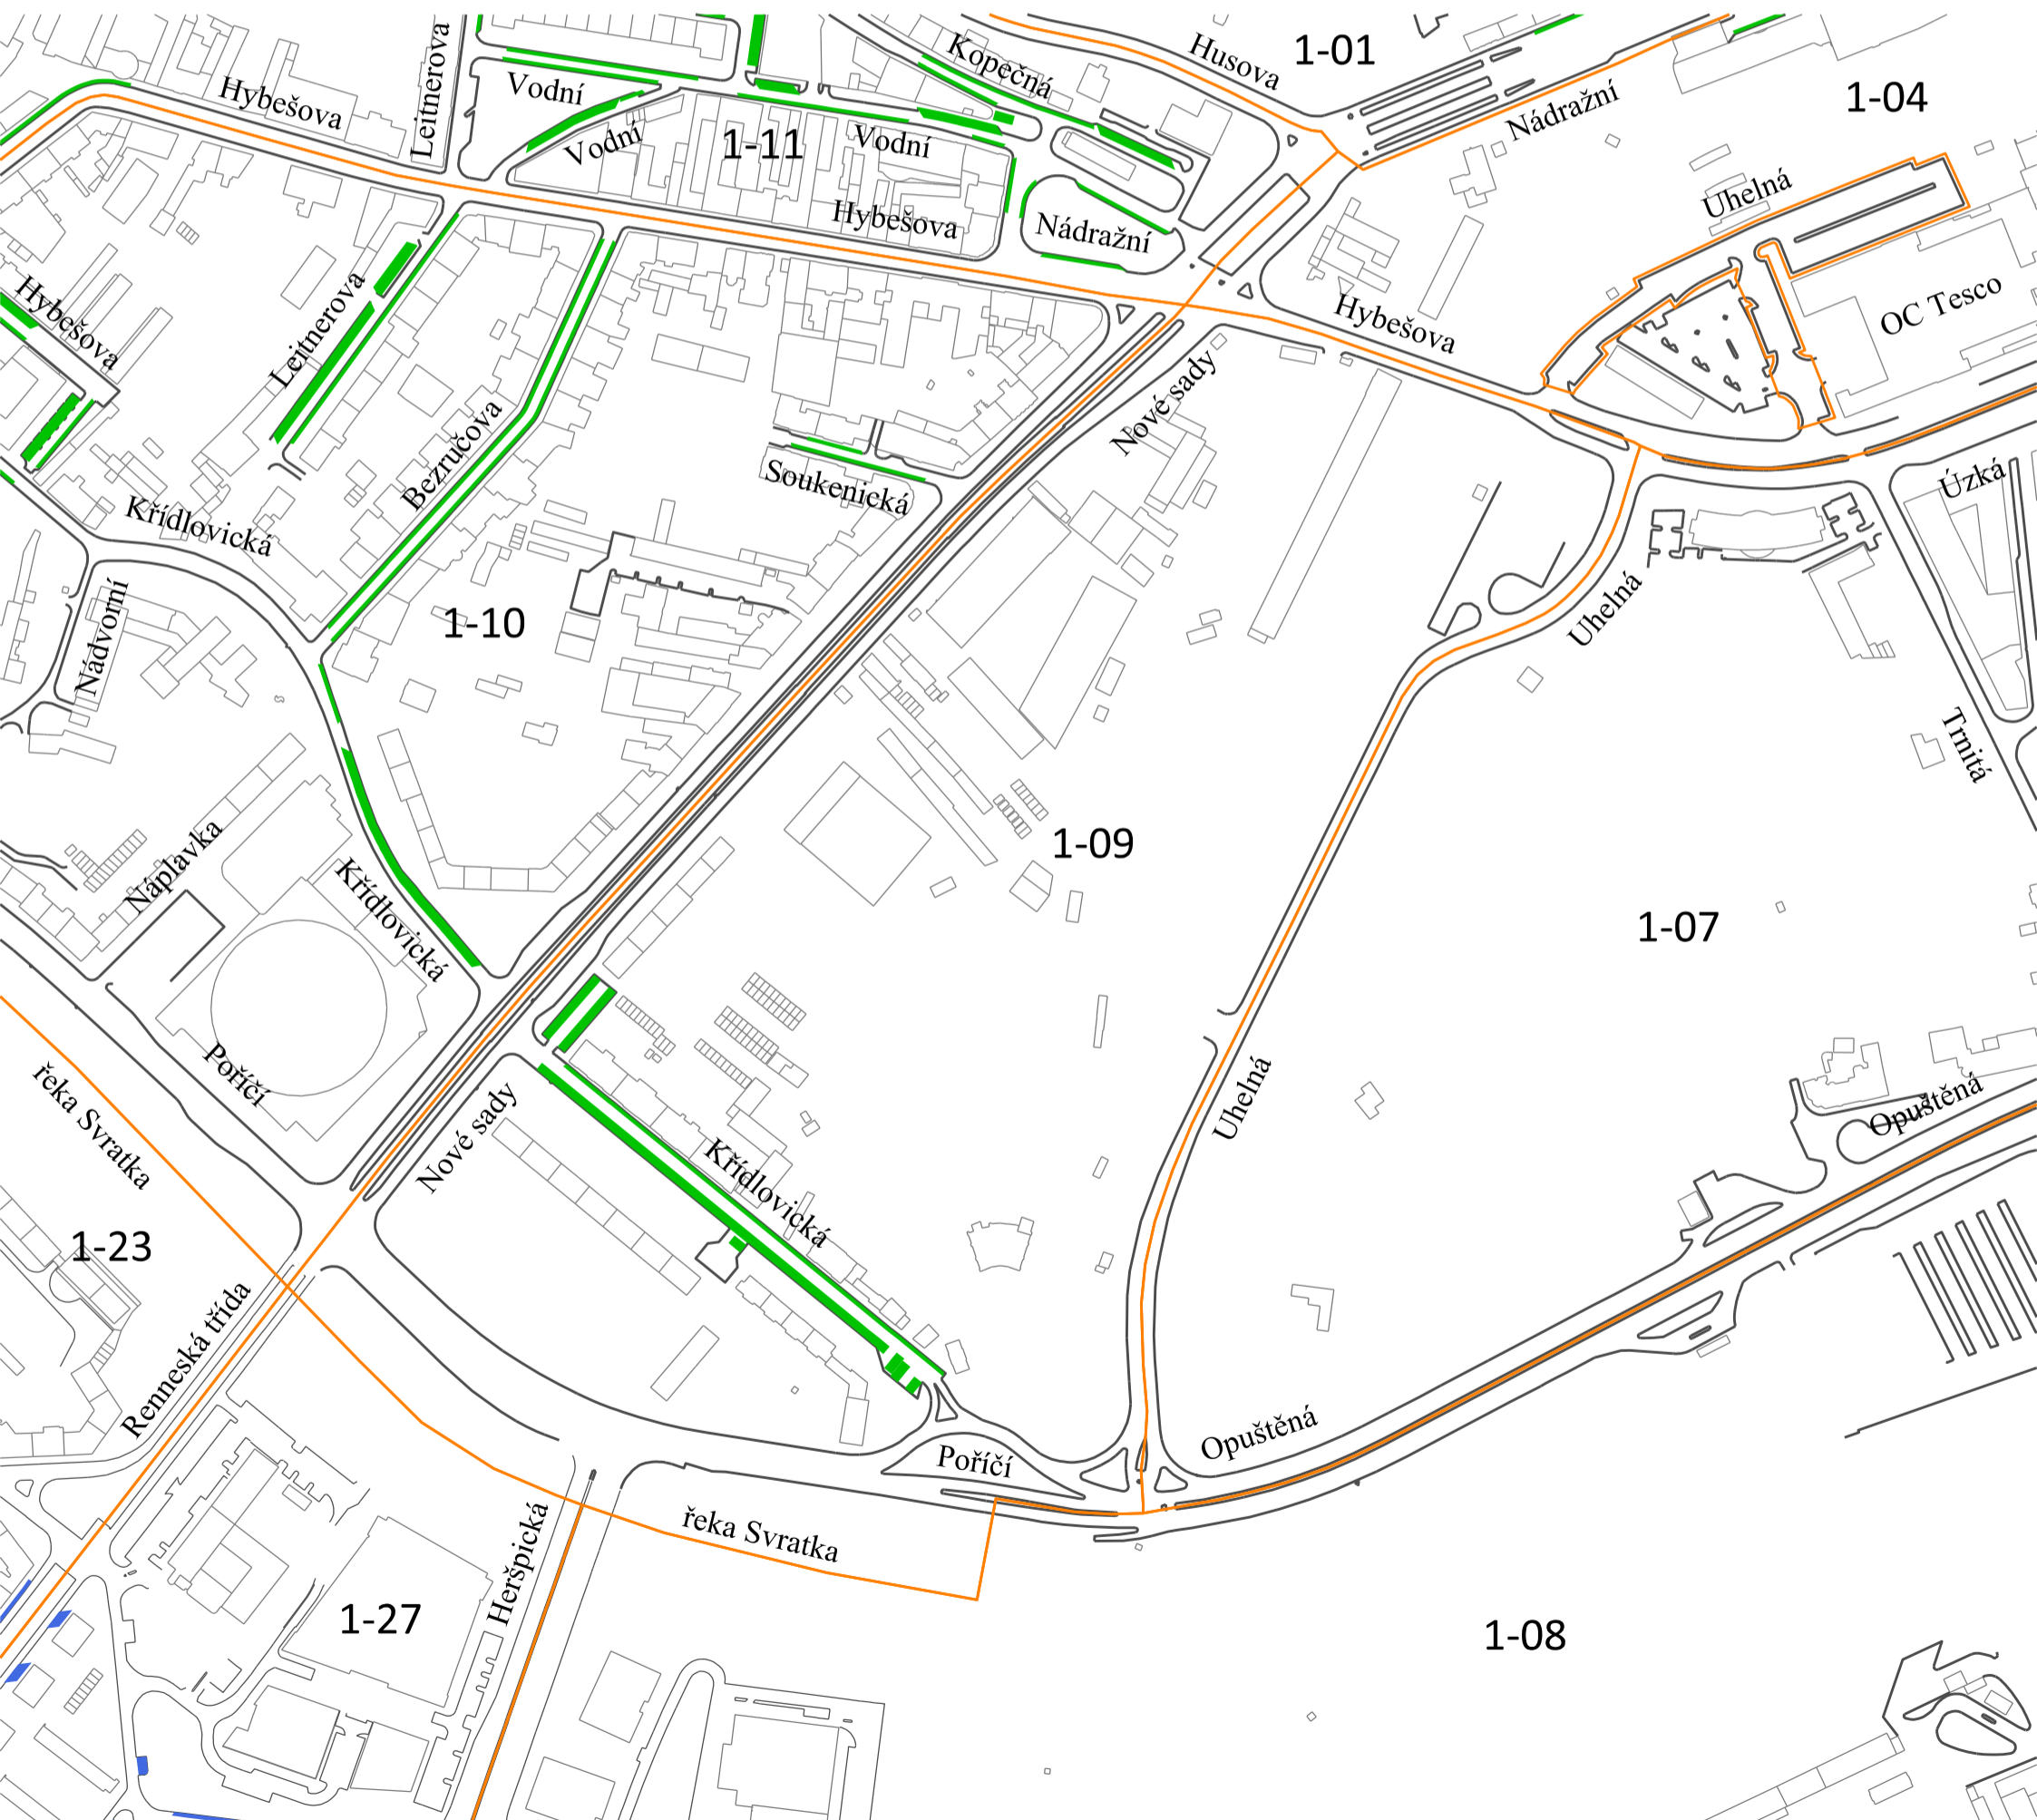 Husova
1-01
Kopečná
Leitnerova
Hybešova
Vodní
1-04
Nádražní
Vodní
1-11
Vodní
Uhelná
Hybešova
Nádražní
OC Tesco
Hybešova
Leitnerova
Hybešova
Nové sady
Bezručova
Soukenická
Úzká
Křídlovická
1-10
Nádvorní
Uhelná
Trnitá
1-09
Náplavka
Křídlovická
1-07
Poříčí
řeka Svratka
Uhelná
Opuštěná
Nové sady
Křídlovická
1-23
Renneská třída
Opuštěná
Poříčí
řeka Svratka
Heršpická
1-27
1-08